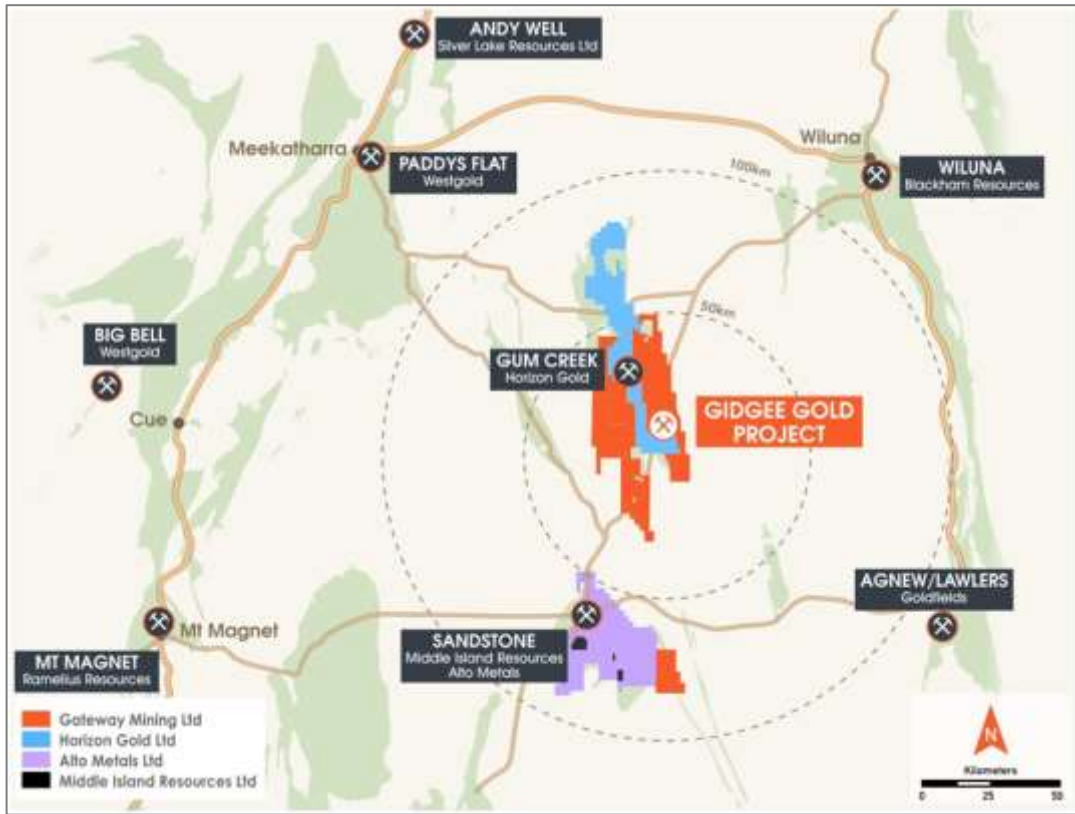 ANDY WELL
Silver Lake Resources Ltd
Meekatharra
PADDYS FLAT
Westgold
Wiluna
WILUNA
Blackham Resources
100km
50km
BIG BELL
Westgold
Cue
GUM CREEK
Horizon Gold
GIDGEE GOLD
PROJECT
AGNEW/LAWLERS
Goldfields
Mt Magnet
MT MAGNET
Ramelius Resources
SANDSTONE
Middle Island Resources
Alto Metals
Gateway Mining Ltd
Horizon Gold Ltd
Alto Metals Ltd
Middle Island Resources Ltd
N
Kilometers
0 25 50